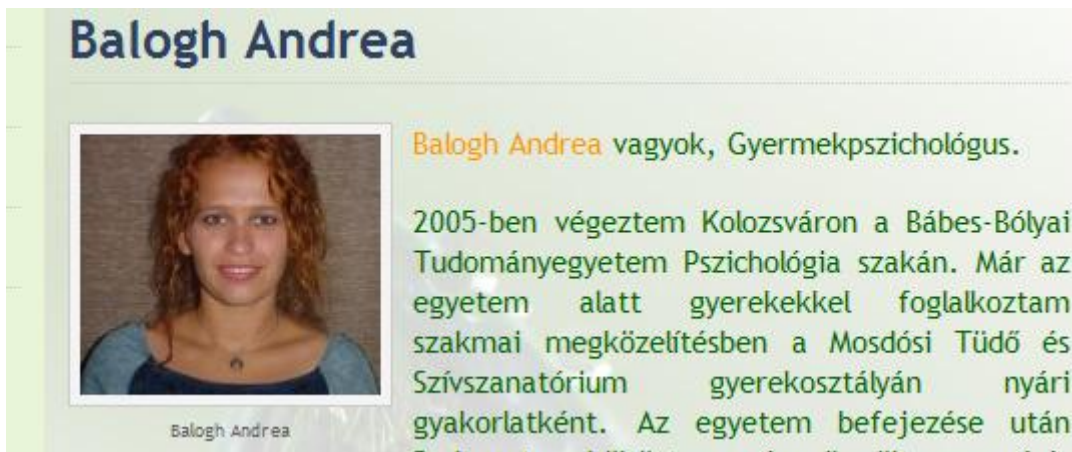 Balogh Andrea
Balogh Andrea vagyok, Gyermekpszichológus.
2005-ben végeztem Kolozsváron a Bábes-Bólyai
Tudományegyetem Pszichológia szakán. Már az
egyetem alatt gyerekekkel foglalkoztam
szakmai megközelítésben a Mosdósi Tüdő és
Szívszanatórium gyerekosztályán nyári
gyakorlatként. Az egyetem befejezése után
Balogh Andrea